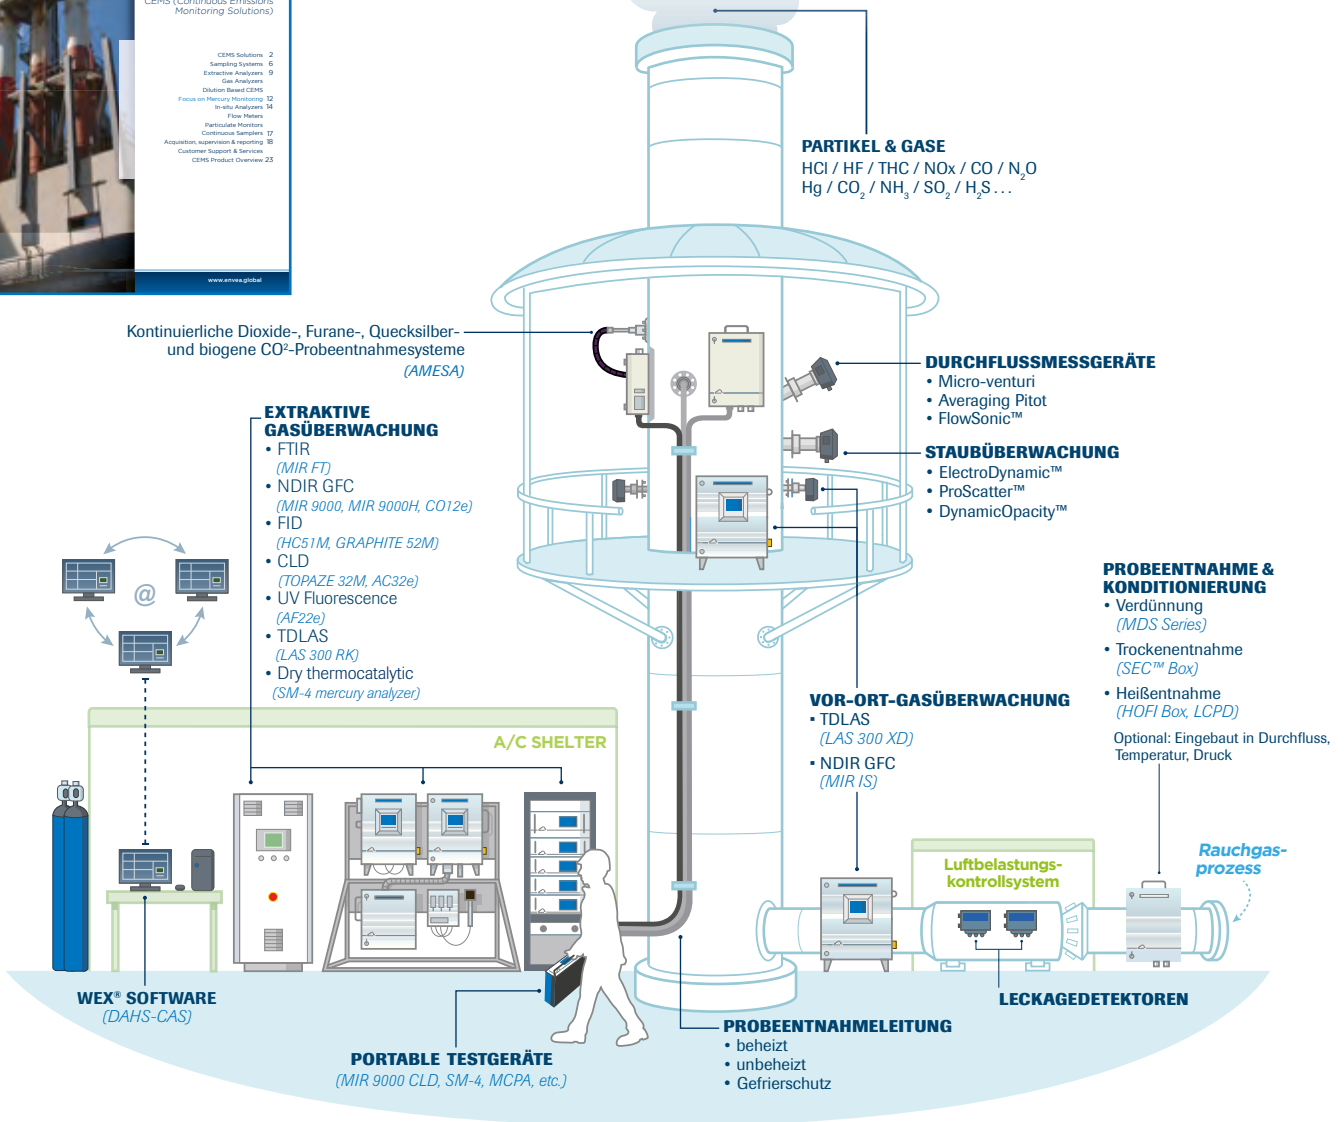 CEMS (Continuous Emissions
Monitoring Solutions)
CEMS Solutions 2
Sampling Systems 6
Extractive Analyzers 9
Gas Analyzers
Dilution Based CEMS
Focus on Mercury Monitoring 12
In-situ Analyzers 14
Flow Meters
Particulate Monitors
Continuous Samplers 17
Acquisition, supervision & reporting 18
Customer Support & Services
CEMS Product Overview 23
www.envea.global
PARTIKEL & GASE
HCl / HF / THC / NOx / CO / N₂O
Hg / CO₂ / NH₃ / SO₂ / H₂S...
Kontinuierliche Dioxide-, Furane-, Quecksilber-
und biogene CO²-Probeentnahmesysteme
(AMESA)
DURCHFLUSSMESSGERÄTE
• Micro-venturi
• Averaging Pitot
• FlowSonic™
STAUBÜBERWACHUNG
• ElectroDynamic™
• ProScatter™
• DynamicOpacity™
EXTRAKTIVE
GASÜBERWACHUNG
• FTIR
(MIR FT)
• NDIR GFC
(MIR 9000, MIR 9000H, CO12e)
• FID
(HC51M, GRAPHITE 52M)
• CLD
(TOPAZE 32M, AC32e)
• UV Fluorescence
(AF22e)
• TDLAS
(LAS 300 RK)
• Dry thermocatalytic
(SM-4 mercury analyzer)
@
PROBEENTNAHME &
KONDITIONIERUNG
• Verdünnung
(MDS Series)
• Trockenentnahme
(SEC™ Box)
• Heißentnahme
(HOFI Box, LCPD)
Optional: Eingebaut in Durchfluss,
Temperatur, Druck
VOR-ORT-GASÜBERWACHUNG
▪ TDLAS
(LAS 300 XD)
▪ NDIR GFC
(MIR IS)
A/C SHELTER
Luftbelastungs-
kontrollsystem
Rauchgas-
prozess
WEX® SOFTWARE
(DAHS-CAS)
LECKAGEDETEKTOREN
PORTABLE TESTGERÄTE
(MIR 9000 CLD, SM-4, MCPA, etc.)
PROBEENTNAHMELEITUNG
• beheizt
• unbeheizt
• Gefrierschutz